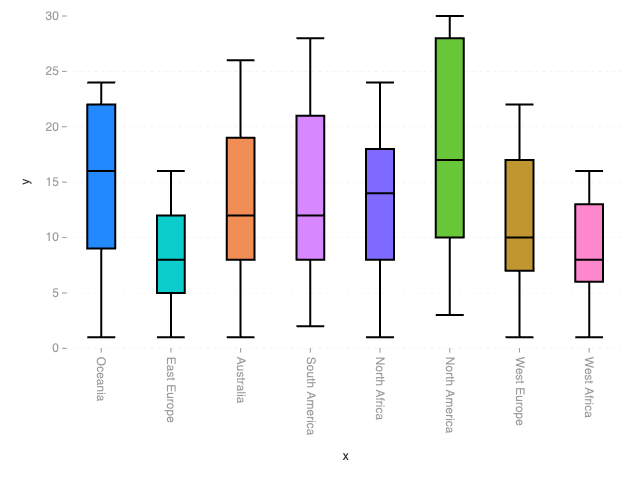 30
25
20
15
10
5
0
y
Oceania
East Europe
Australia
South America
North Africa
North America
West Europe
West Africa
x